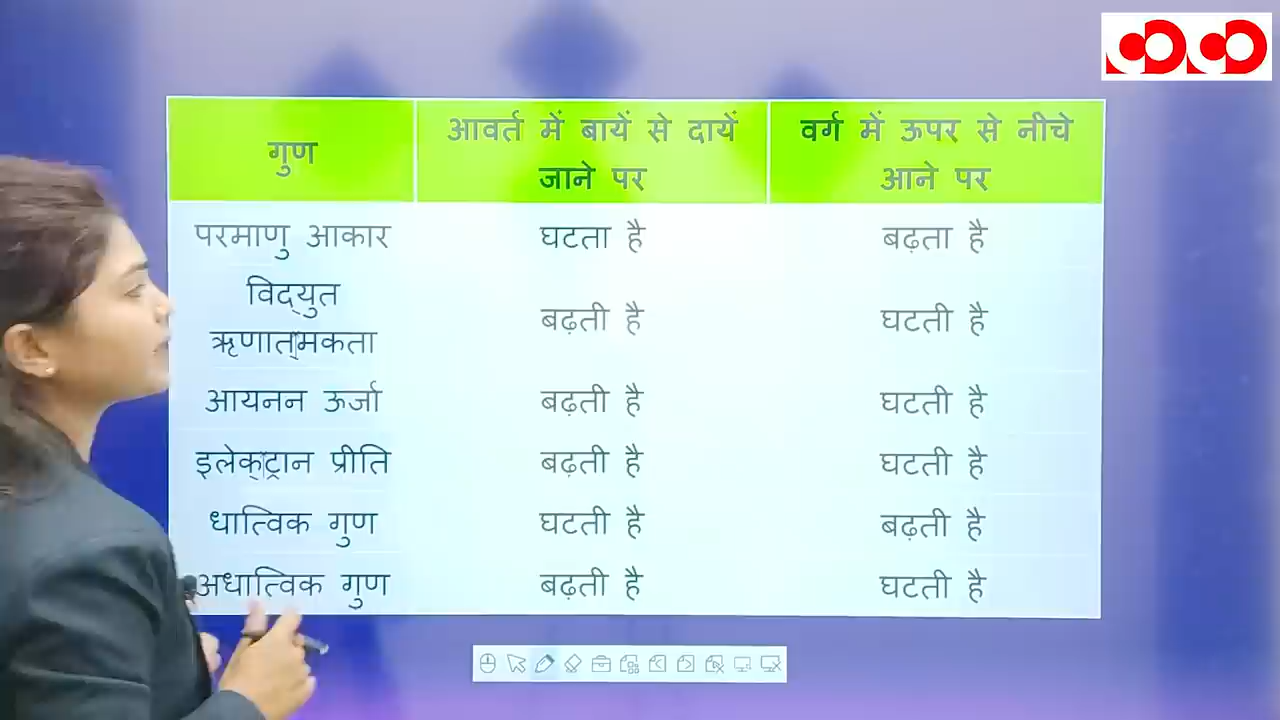 गुण
आवर्त में बायें से दायें
जाने पर
वर्ग में ऊपर से नीचे
आने पर
परमाणु आकार
घटता है
बढ़ता है
विद्‌युत
ऋणात्‌मकता
बढ़ती है
घटती है
आयनन ऊर्जा
बढ़ती है
घटती है
इलेक्‌ट्रान प्रीति
बढ़ती है
घटती है
धात्विक गुण
घटती है
बढ़ती है
अधात्विक गुण
बढ़ती है
घटती है